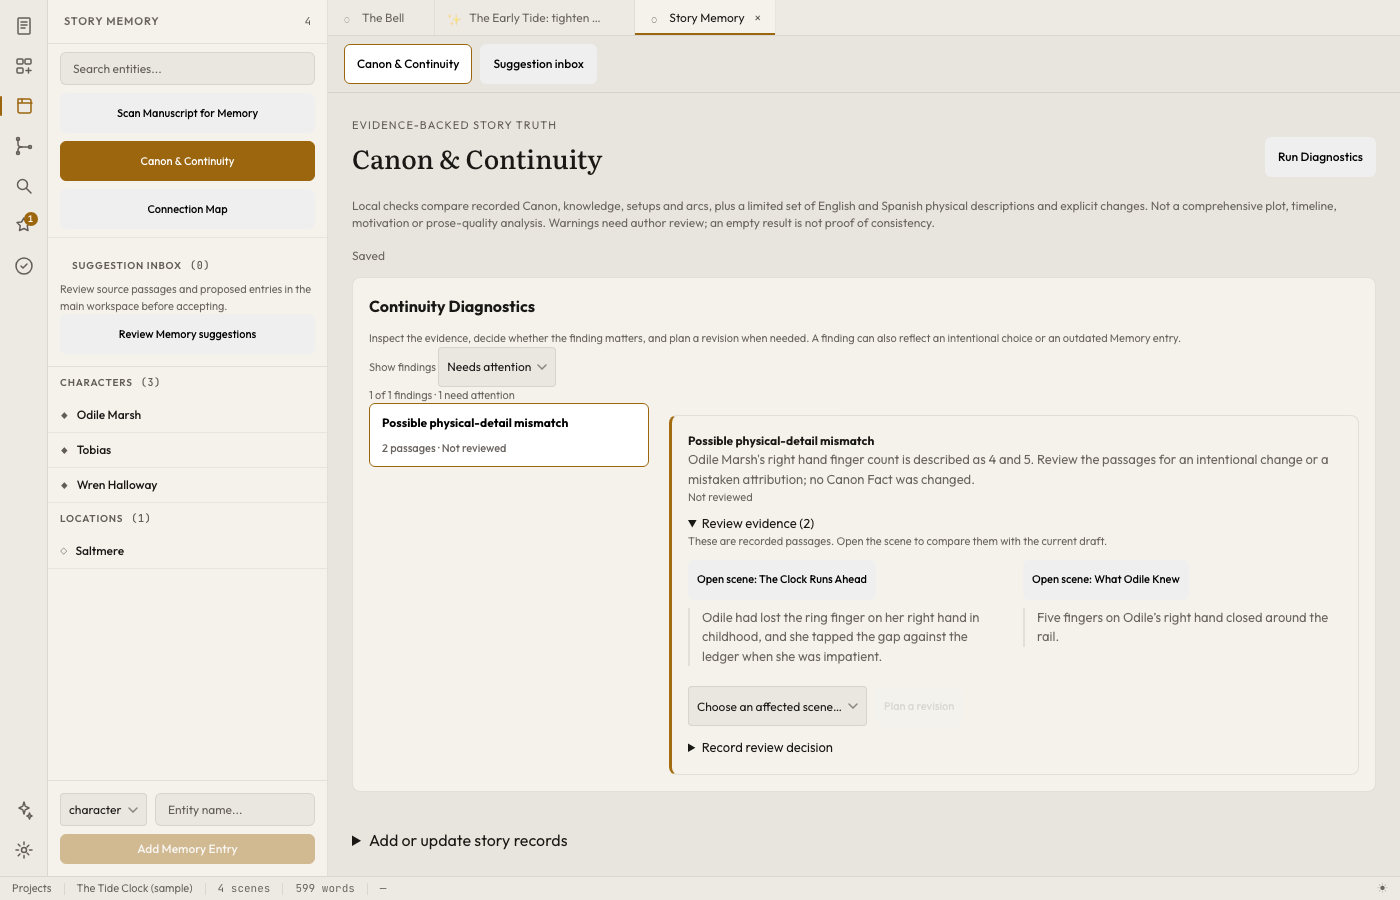 STORY MEMORY 4
Search entities...
Scan Manuscript for Memory
Canon & Continuity
Connection Map
1
SUGGESTION INBOX (0)
Review source passages and proposed entries in the
main workspace before accepting.
Review Memory suggestions
CHARACTERS (3)
Odile Marsh
Tobias
Wren Halloway
LOCATIONS (1)
Saltmere
character
Entity name...
Add Memory Entry
The Bell
The Early Tide: tighten ...
Story Memory ×
Canon & Continuity
Suggestion inbox
EVIDENCE-BACKED STORY TRUTH
Canon & Continuity
Run Diagnostics
Local checks compare recorded Canon, knowledge, setups and arcs, plus a limited set of English and Spanish physical descriptions and explicit changes. Not a comprehensive plot, timeline,
motivation or prose-quality analysis. Warnings need author review; an empty result is not proof of consistency.
Saved
Continuity Diagnostics
Inspect the evidence, decide whether the finding matters, and plan a revision when needed. A finding can also reflect an intentional choice or an outdated Memory entry.
Show findings Needs attention
1 of 1 findings · 1 need attention
Possible physical-detail mismatch
2 passages · Not reviewed
Possible physical-detail mismatch
Odile Marsh's right hand finger count is described as 4 and 5. Review the passages for an intentional change or a
mistaken attribution; no Canon Fact was changed.
Not reviewed
Review evidence (2)
These are recorded passages. Open the scene to compare them with the current draft.
Open scene: The Clock Runs Ahead
Odile had lost the ring finger on her right hand in
childhood, and she tapped the gap against the
ledger when she was impatient.
Open scene: What Odile Knew
Five fingers on Odile's right hand closed around the
rail.
Choose an affected scene...
Plan a revision
Record review decision
Add or update story records
Projects
The Tide Clock (sample)
4 scenes
599 words
—